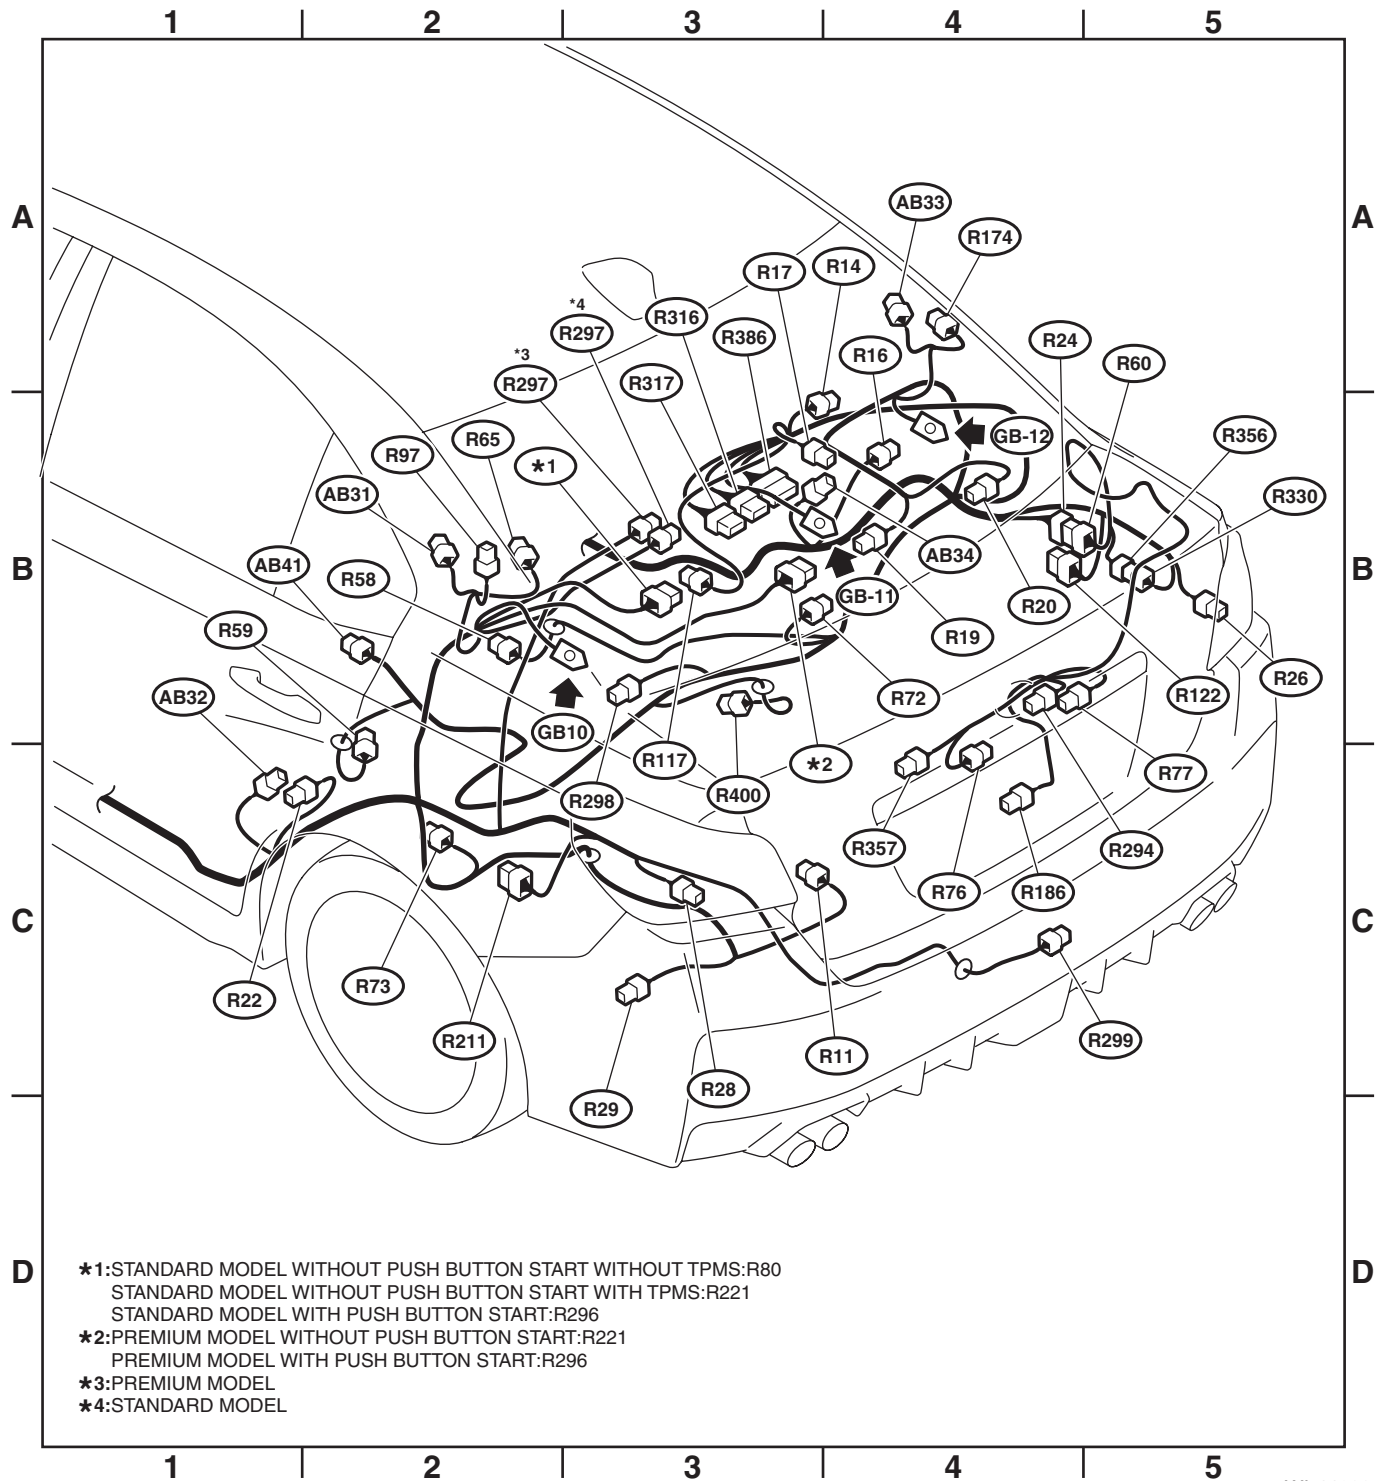 1 2 3 4 5
A A
AB33
R174
R17 R14
*4
R297
R316
R386
R16
R24
R60
*3
R297
R317
R97
R65
*1
GB-12
R356
AB31
R330
B B
AB41
R58
AB34
GB-11
R20
R59
R19
AB32
R72
R122
R26
GB10
R117
*2
R77
R298
R400
R357
R294
R76 R186
C C
R22
R73
R211
R11
R299
R28
R29
D D
*1:STANDARD MODEL WITHOUT PUSH BUTTON START WITHOUT TPMS:R80
STANDARD MODEL WITHOUT PUSH BUTTON START WITH TPMS:R221
STANDARD MODEL WITH PUSH BUTTON START:R296
*2:PREMIUM MODEL WITHOUT PUSH BUTTON START:R221
PREMIUM MODEL WITH PUSH BUTTON START:R296
*3:PREMIUM MODEL
*4:STANDARD MODEL
1 2 3 4 5